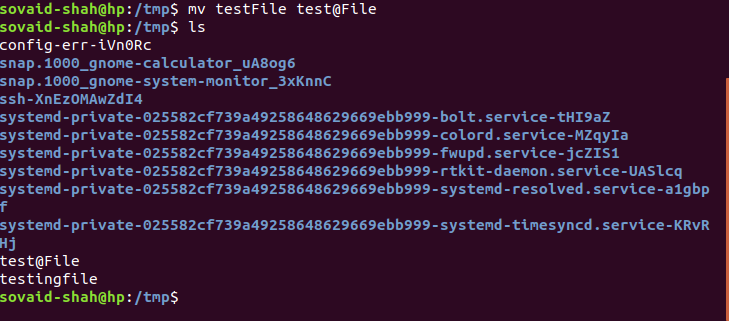 sovaid-shah@hp:/tmp$ mv testFile test@File
sovaid-shah@hp:/tmp$ ls
config-err-iVn0Rc
snap.1000_gnome-calculator_uA8og6
snap.1000_gnome-system-monitor_3xKnnC
ssh-XnEzOMAwZdI4
systemd-private-025582cf739a49258648629669ebb999-bolt.service-tHI9aZ
systemd-private-025582cf739a49258648629669ebb999-colord.service-MZqyIa
systemd-private-025582cf739a49258648629669ebb999-fwupd.service-jcZIS1
systemd-private-025582cf739a49258648629669ebb999-rtkit-daemon.service-UASlcq
systemd-private-025582cf739a49258648629669ebb999-systemd-resolved.service-a1gbp
f
systemd-private-025582cf739a49258648629669ebb999-systemd-timesyncd.service-KRvR
Hj
test@File
testingfile
sovaid-shah@hp:/tmp$